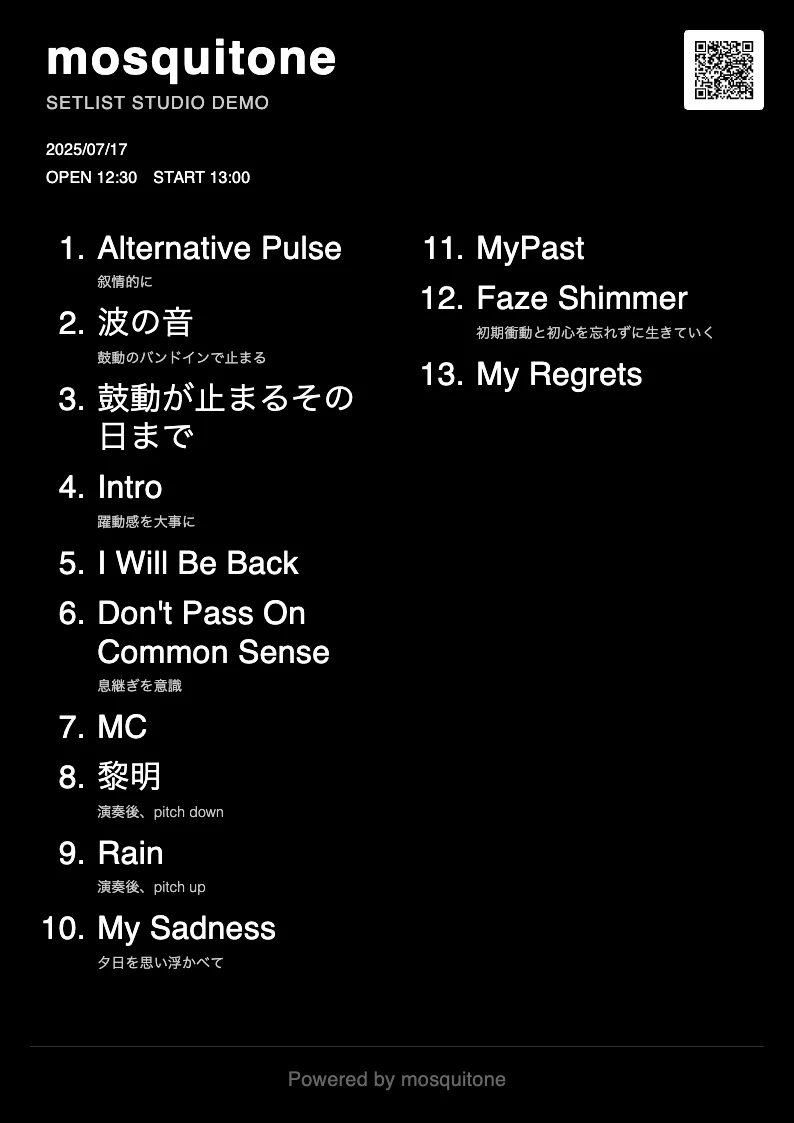 mosquitone
SETLIST STUDIO DEMO
2025/07/17
OPEN 12:30 START 13:00
1. Alternative Pulse
叙情的に
2. 波の音
鼓動のバンドインで止まる
3. 鼓動が止まるその
日まで
4. Intro
躍動感を大事に
5. I Will Be Back
6. Don't Pass On
Common Sense
息継ぎを意識
7. MC
8. 黎明
演奏後、pitch down
9. Rain
演奏後、pitch up
10. My Sadness
夕日を思い浮かべて
11. MyPast
12. Faze Shimmer
初期衝動と初心を忘れずに生きていく
13. My Regrets
Powered by mosquitone